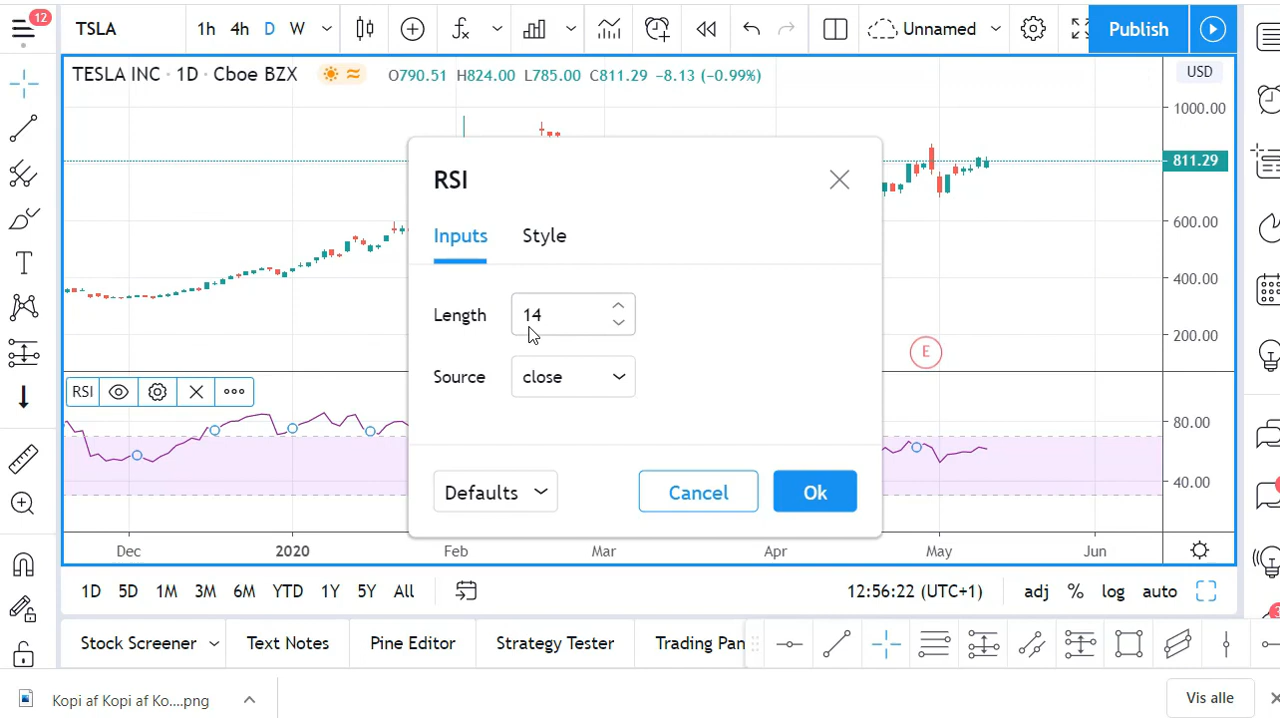 12
TSLA
1h 4h D W
Unnamed
Publish
TESLA INC · 1D · Cboe BZX O790.51 H824.00 L785.00 C811.29 −8.13 (−0.99%)
USD
1000.00
811.29
600.00
400.00
200.00
E
RSI
Inputs Style
Length 14
Source close
Defaults Cancel Ok
RSI
80.00
40.00
Dec 2020 Feb Mar Apr May Jun
1D 5D 1M 3M 6M YTD 1Y 5Y All
12:56:22 (UTC+1) adj % log auto
Stock Screener Text Notes Pine Editor Strategy Tester Trading Pan
Kopi af Kopi af Ko....png
Vis alle